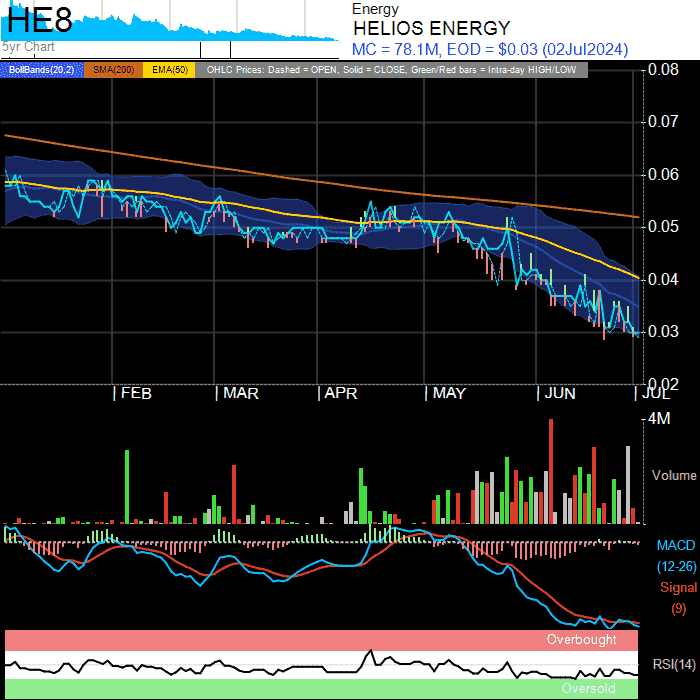 HE8
5yr Chart
Energy
HELIOS ENERGY
MC = 78.1M, EOD = $0.03 (02Jul2024)
BollBands(20,2) SMA(200) EMA(50) OHLC Prices: Dashed = OPEN, Solid = CLOSE, Green/Red bars = Intra-day HIGH/LOW
0.08
0.07
0.06
0.05
0.04
0.03
0.02
FEB MAR APR MAY JUN JUL
4M
Volume
MACD
(12-26)
Signal
(9)
Overbought
RSI(14)
Oversold